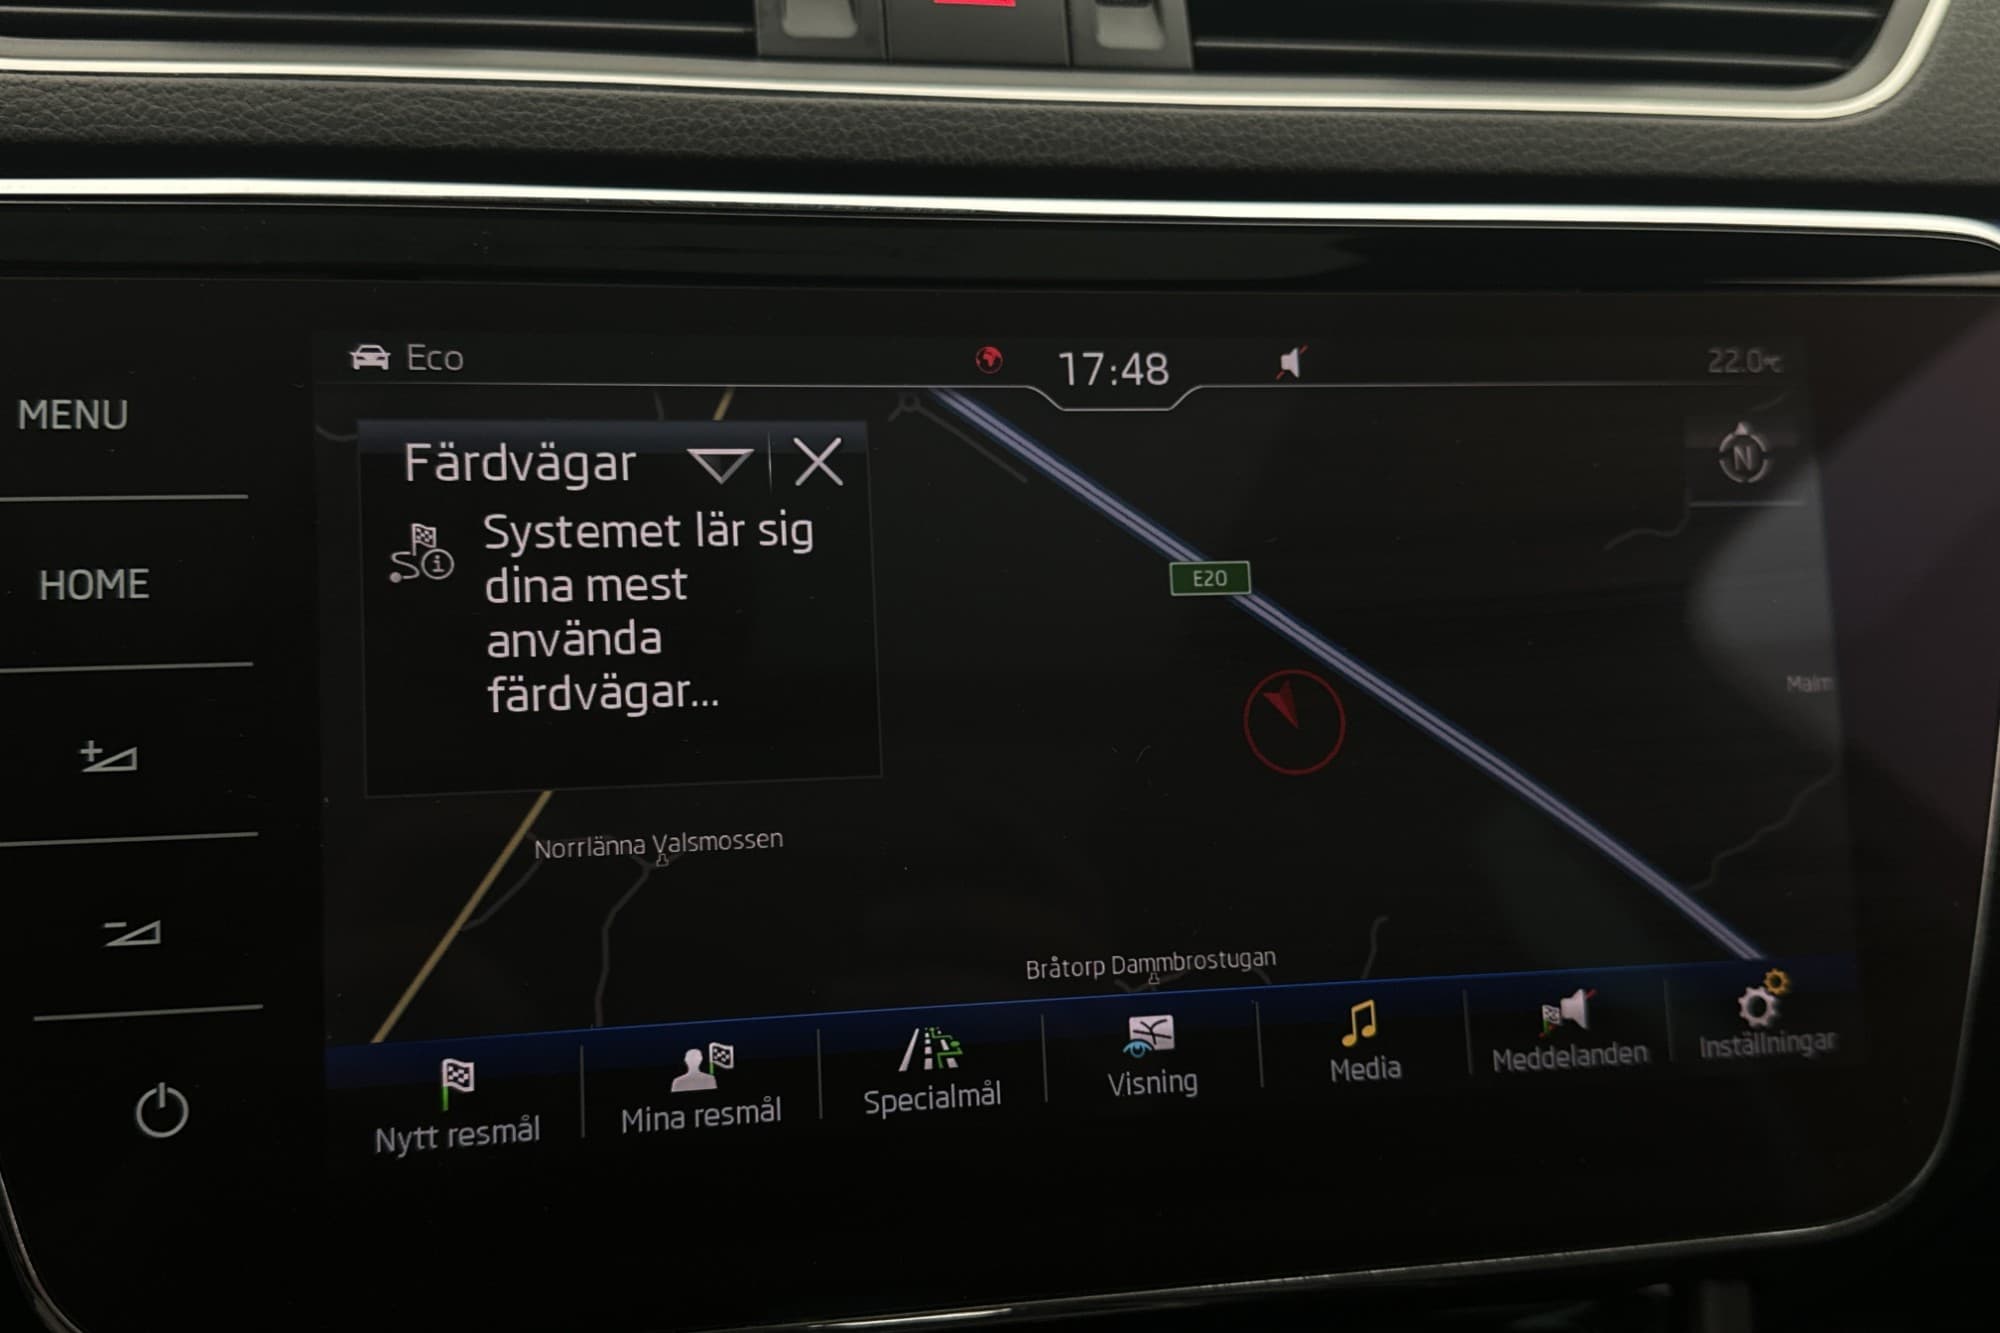 Eco
17:48
22.0°C
MENU
HOME
Färdvägar
N
Systemet lär sig
dina mest
använda
färdvägar...
E20
Malm
Norrlänna Valsmossen
Bråtorp Dammbrostugan
Nytt resmål
Mina resmål
Specialmål
Visning
Media
Meddelanden
Inställningar